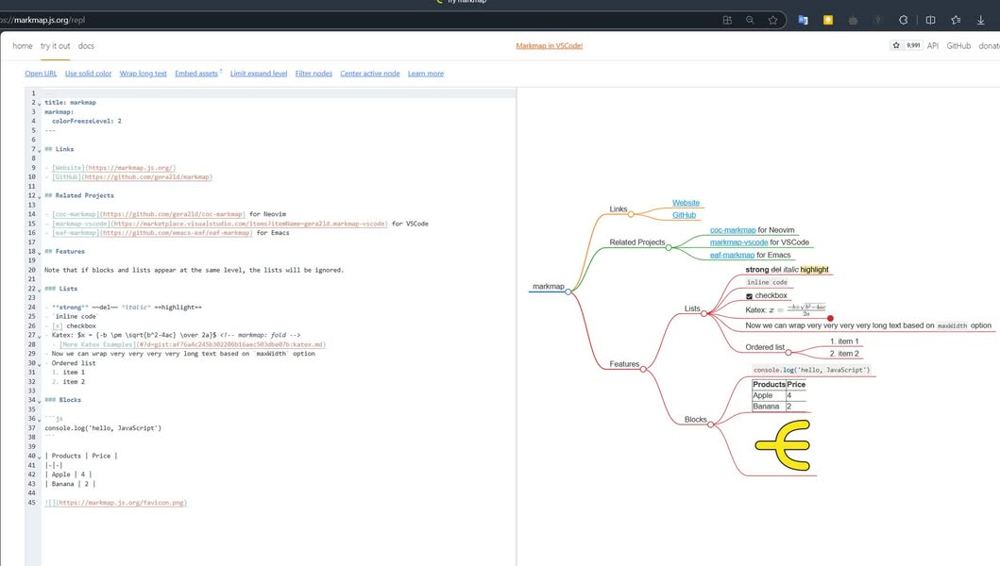 Try markmap
ps://markmap.js.org/repl
home try it out docs
Markmap in VSCode!
9,991 API GitHub donat
Open URL Use solid color Wrap long text Embed assets ? Limit expand level Filter nodes Center active node Learn more
1
2 title: markmap
3 markmap:
4 colorFreezeLevel: 2
5 ---
6
7 ## Links
8
9 - [Website](https://markmap.js.org/)
10 - [GitHub](https://github.com/gera2ld/markmap)
11
12 ## Related Projects
13
14 - [coc-markmap](https://github.com/gera2ld/coc-markmap) for Neovim
15 - [markmap-vscode](https://marketplace.visualstudio.com/items?itemName=gera2ld.markmap-vscode) for VSCode
16 - [eaf-markmap](https://github.com/emacs-eaf/eaf-markmap) for Emacs
17
18 ## Features
19
20 Note that if blocks and lists appear at the same level, the lists will be ignored.
21
22 ### Lists
23
24 - **strong** ~~del~~ *italic* ==highlight==
25 - `inline code`
26 - [x] checkbox
27 - Katex: $x = {-b \pm \sqrt{b^2-4ac} \over 2a}$ <!-- markmap: fold -->
28 - [More Katex Examples](#?d=gist:af76a4c245b302206b16aec503dbe07b:katex.md)
29 - Now we can wrap very very very very long text based on `maxWidth` option
30 - Ordered list
31 1. item 1
32 2. item 2
33
34 ### Blocks
35
36 ```js
37 console.log('hello, JavaScript')
38 ```
39
40 | Products | Price |
41 |-|-|
42 | Apple | 4 |
43 | Banana | 2 |
44
45 ![](https://markmap.js.org/favicon.png)
markmap
Links
Website
GitHub
Related Projects
coc-markmap for Neovim
markmap-vscode for VSCode
eaf-markmap for Emacs
Features
Lists
strong del italic highlight
inline code
checkbox
Katex: x = −b±√b²−4ac / 2a
Now we can wrap very very very very long text based on maxWidth option
Ordered list
1. item 1
2. item 2
Blocks
console.log('hello, JavaScript')
Products Price
Apple 4
Banana 2